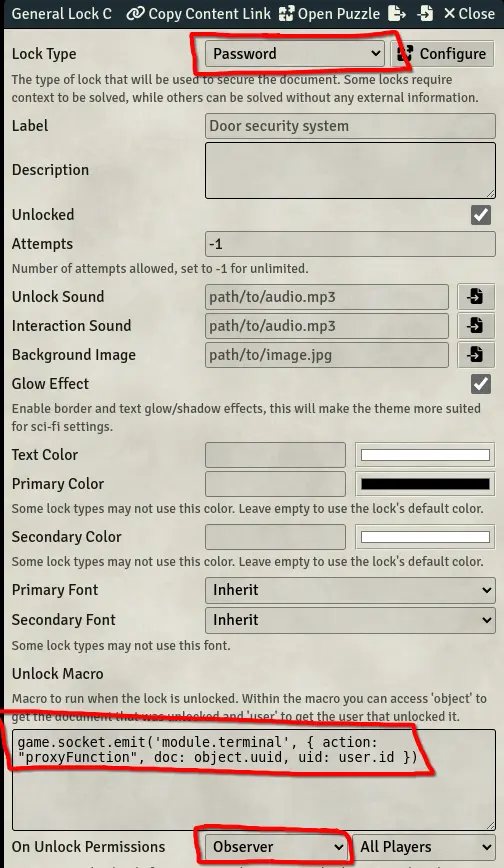 General Lock C Copy Content Link Open Puzzle Close
Lock Type Password Configure
The type of lock that will be used to secure the document. Some locks require
context to be solved, while others can be solved without any external information.
Label Door security system
Description
Unlocked
Attempts -1
Number of attempts allowed, set to -1 for unlimited.
Unlock Sound path/to/audio.mp3
Interaction Sound path/to/audio.mp3
Background Image path/to/image.jpg
Glow Effect
Enable border and text glow/shadow effects, this will make the theme more suited
for sci-fi settings.
Text Color
Primary Color
Some lock types may not use this color. Leave empty to use the lock's default color.
Secondary Color
Some lock types may not use this color. Leave empty to use the lock's default color.
Primary Font Inherit
Secondary Font Inherit
Some lock types may not use this font.
Unlock Macro
Macro to run when the lock is unlocked. Within the macro you can access 'object' to
get the document that was unlocked and 'user' to get the user that unlocked it.
game.socket.emit('module.terminal', { action:
"proxyFunction", doc: object.uuid, uid: user.id })
On Unlock Permissions Observer All Players